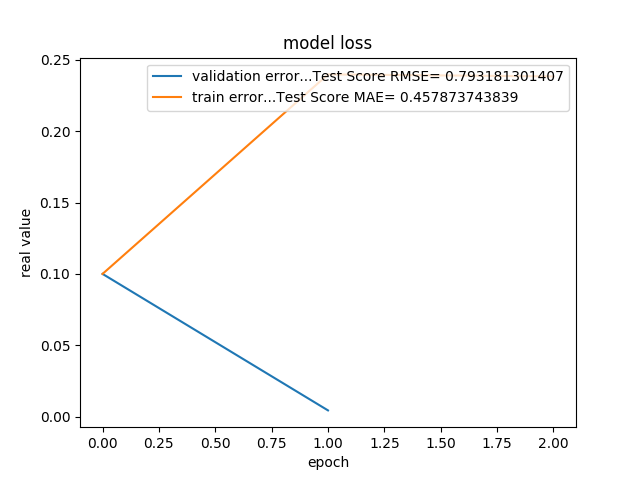 model loss
validation error...Test Score RMSE= 0.793181301407
train error...Test Score MAE= 0.457873743839
real value
0.25
0.20
0.15
0.10
0.05
0.00
0.00 0.25 0.50 0.75 1.00 1.25 1.50 1.75 2.00
epoch